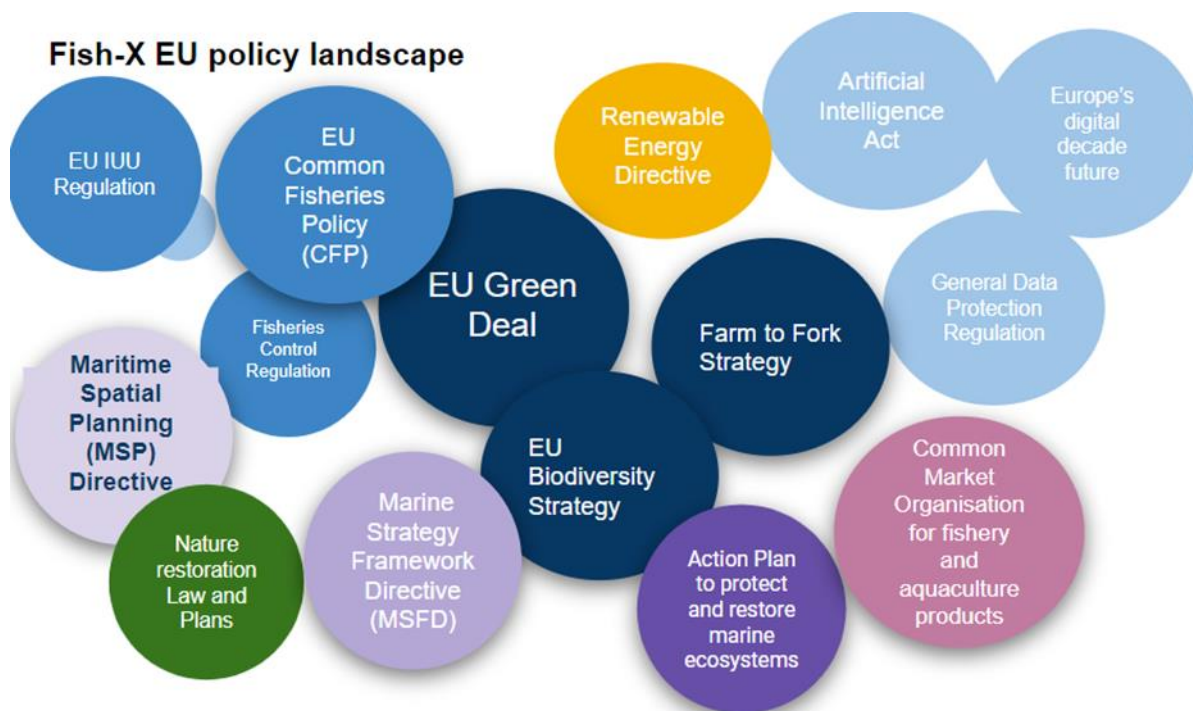 Fish-X EU policy landscape
EU IUU
Regulation
EU
Common
Fisheries
Policy
(CFP)
Renewable
Energy
Directive
Artificial
Intelligence
Act
Europe's
digital
decade
future
EU Green
Deal
Fisheries
Control
Regulation
Farm to Fork
Strategy
General Data
Protection
Regulation
Maritime
Spatial
Planning
(MSP)
Directive
Nature
restoration
Law and
Plans
Marine
Strategy
Framework
Directive
(MSFD)
EU
Biodiversity
Strategy
Action Plan
to protect
and restore
marine
ecosystems
Common
Market
Organisation
for fishery
and
aquaculture
products